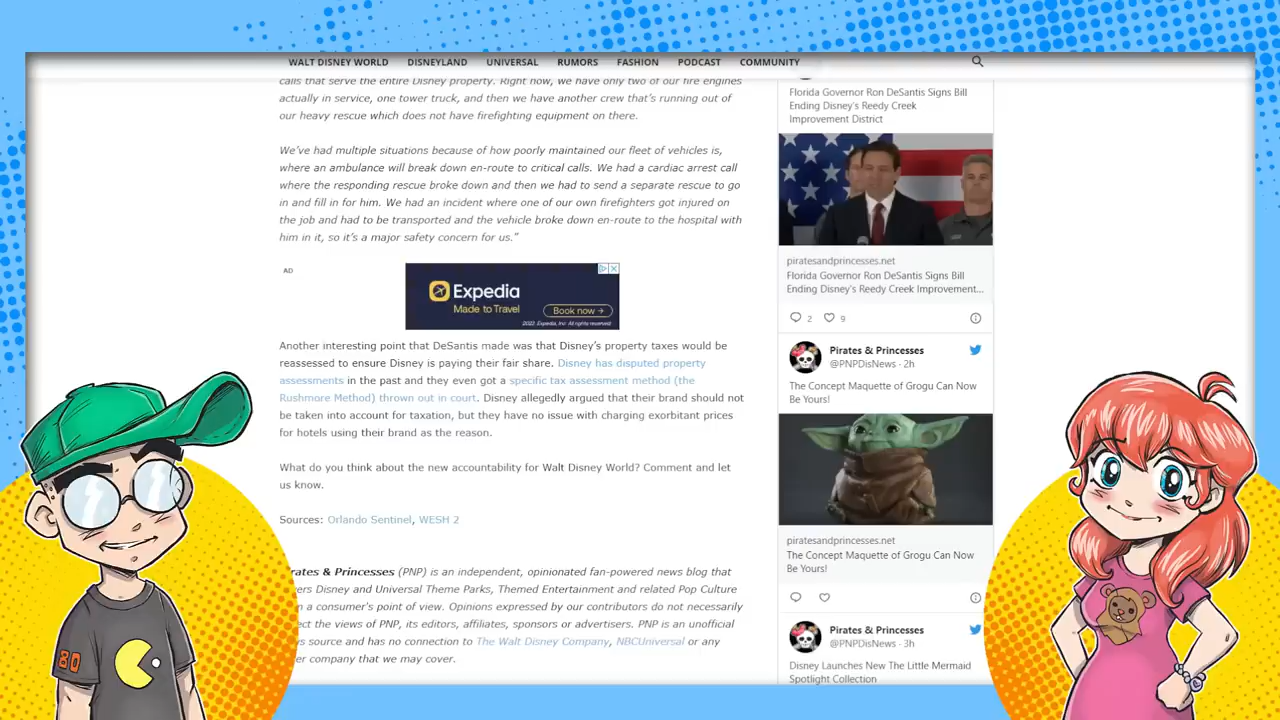 WALT DISNEY WORLD DISNEYLAND UNIVERSAL RUMORS FASHION PODCAST COMMUNITY
calls that serve the entire Disney property. Right now, we have only two of our fire engines
actually in service, one tower truck, and then we have another crew that's running out of
our heavy rescue which does not have firefighting equipment on there.
We've had multiple situations because of how poorly maintained our fleet of vehicles is,
where an ambulance will break down en-route to critical calls. We had a cardiac arrest call
where the responding rescue broke down and then we had to send a separate rescue to go
in and fill in for him. We had an incident where one of our own firefighters got injured on
the job and had to be transported and the vehicle broke down en-route to the hospital with
him in it, so it's a major safety concern for us."
AD
Expedia
Made to Travel
Book now →
2022 Expedia, Inc. All rights reserved
Another interesting point that DeSantis made was that Disney's property taxes would be
reassessed to ensure Disney is paying their fair share. Disney has disputed property
assessments in the past and they even got a specific tax assessment method (the
Rushmore Method) thrown out in court. Disney allegedly argued that their brand should not
be taken into account for taxation, but they have no issue with charging exorbitant prices
for hotels using their brand as the reason.
What do you think about the new accountability for Walt Disney World? Comment and let
us know.
Sources: Orlando Sentinel, WESH 2
rates & Princesses (PNP) is an independent, opinionated fan-powered news blog that
ers Disney and Universal Theme Parks, Themed Entertainment and related Pop Culture
a consumer's point of view. Opinions expressed by our contributors do not necessarily
ect the views of PNP, its editors, affiliates, sponsors or advertisers. PNP is an unofficial
s source and has no connection to The Walt Disney Company, NBCUniversal or any
er company that we may cover.
Florida Governor Ron DeSantis Signs Bill
Ending Disney's Reedy Creek
Improvement District
piratesandprincesses.net
Florida Governor Ron DeSantis Signs Bill
Ending Disney's Reedy Creek Improvement...
2 9
Pirates & Princesses
@PNPDisNews · 2h
The Concept Maquette of Grogu Can Now
Be Yours!
piratesandprincesses.net
The Concept Maquette of Grogu Can Now
Be Yours!
Pirates & Princesses
@PNPDisNews · 3h
Disney Launches New The Little Mermaid
Spotlight Collection
80